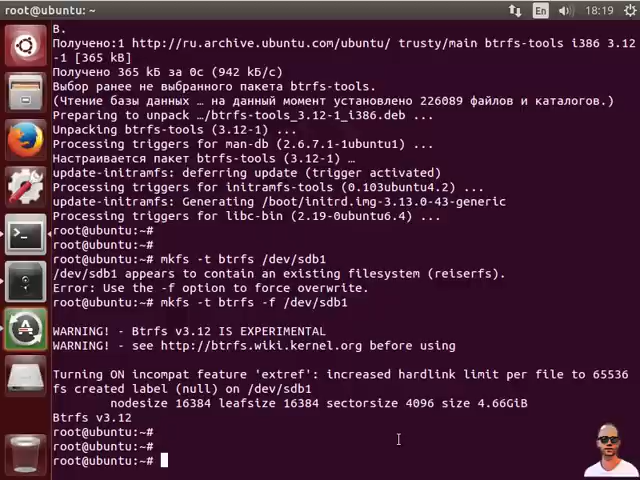 root@ubuntu: ~
En
18:19
В.
Получено:1 http://ru.archive.ubuntu.com/ubuntu/ trusty/main btrfs-tools i386 3.12
-1 [365 kB]
Получено 365 kБ за 0с (942 kБ/c)
Выбор ранее не выбранного пакета btrfs-tools.
(Чтение базы данных … на данный момент установлено 226089 файлов и каталогов.)
Preparing to unpack …/btrfs-tools_3.12-1_i386.deb ...
Unpacking btrfs-tools (3.12-1) ...
Processing triggers for man-db (2.6.7.1-1ubuntu1) ...
Настраивается пакет btrfs-tools (3.12-1) …
update-initramfs: deferring update (trigger activated)
Processing triggers for initramfs-tools (0.103ubuntu4.2) ...
update-initramfs: Generating /boot/initrd.img-3.13.0-43-generic
Processing triggers for libc-bin (2.19-0ubuntu6.4) ...
root@ubuntu:~#
root@ubuntu:~#
root@ubuntu:~# mkfs -t btrfs /dev/sdb1
/dev/sdb1 appears to contain an existing filesystem (reiserfs).
Error: Use the -f option to force overwrite.
root@ubuntu:~# mkfs -t btrfs -f /dev/sdb1
WARNING! - Btrfs v3.12 IS EXPERIMENTAL
WARNING! - see http://btrfs.wiki.kernel.org before using
Turning ON incompat feature 'extref': increased hardlink limit per file to 65536
fs created label (null) on /dev/sdb1
nodesize 16384 leafsize 16384 sectorsize 4096 size 4.66GiB
Btrfs v3.12
root@ubuntu:~#
root@ubuntu:~#
root@ubuntu:~#